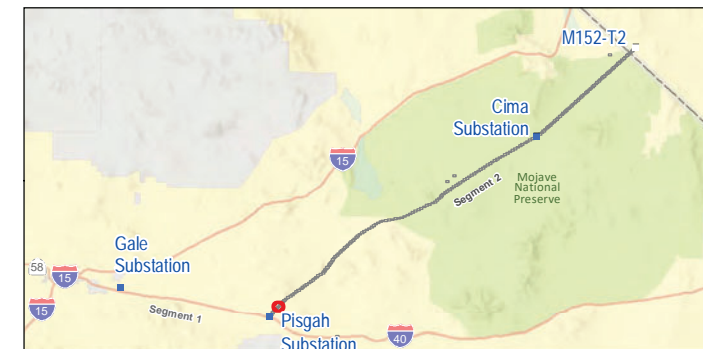 M152-T2
Cima
Substation
15
Mojave
National
Preserve
Segment 2
Gale
Substation
58
15
15
Segment 1
Pisgah
Substation
40